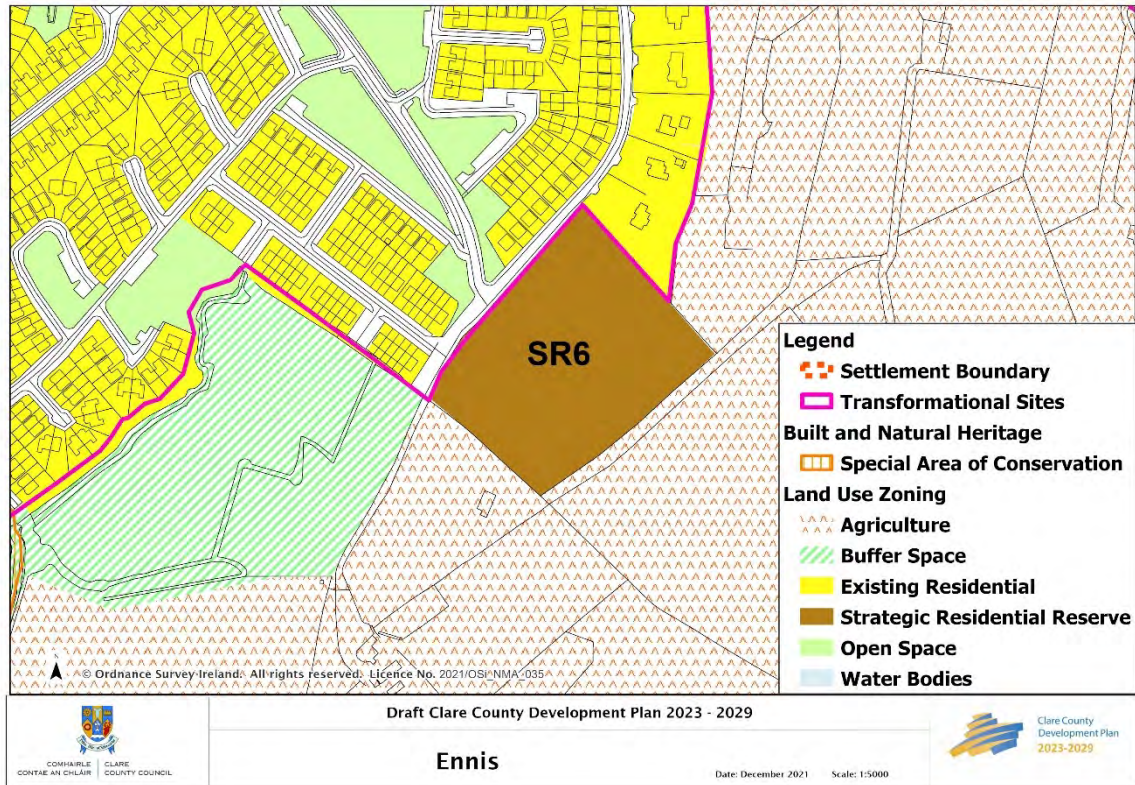 SR6
Legend
Settlement Boundary
Transformational Sites
Built and Natural Heritage
Special Area of Conservation
Land Use Zoning
Agriculture
Buffer Space
Existing Residential
Strategic Residential Reserve
Open Space
Water Bodies
© Ordnance Survey Ireland. All rights reserved. Licence No. 2021/OSi_NMA_035
Draft Clare County Development Plan 2023 - 2029
Ennis
Date: December 2021 Scale: 1:5000
COMHAIRLE CLARE
CONTAE AN CHLÁIR COUNTY COUNCIL
Clare County
Development Plan
2023-2029